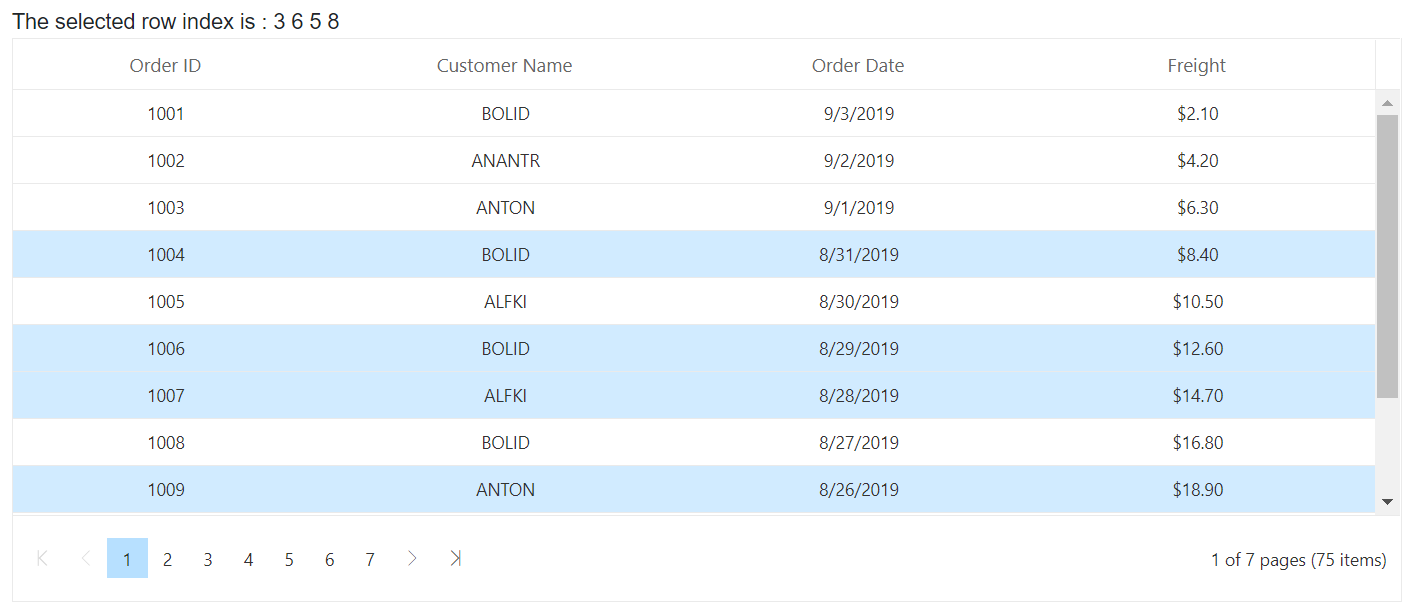 The selected row index is : 3 6 5 8
Order ID Customer Name Order Date Freight
1001 BOLID 9/3/2019 $2.10
1002 ANANTR 9/2/2019 $4.20
1003 ANTON 9/1/2019 $6.30
1004 BOLID 8/31/2019 $8.40
1005 ALFKI 8/30/2019 $10.50
1006 BOLID 8/29/2019 $12.60
1007 ALFKI 8/28/2019 $14.70
1008 BOLID 8/27/2019 $16.80
1009 ANTON 8/26/2019 $18.90
1 2 3 4 5 6 7 1 of 7 pages (75 items)